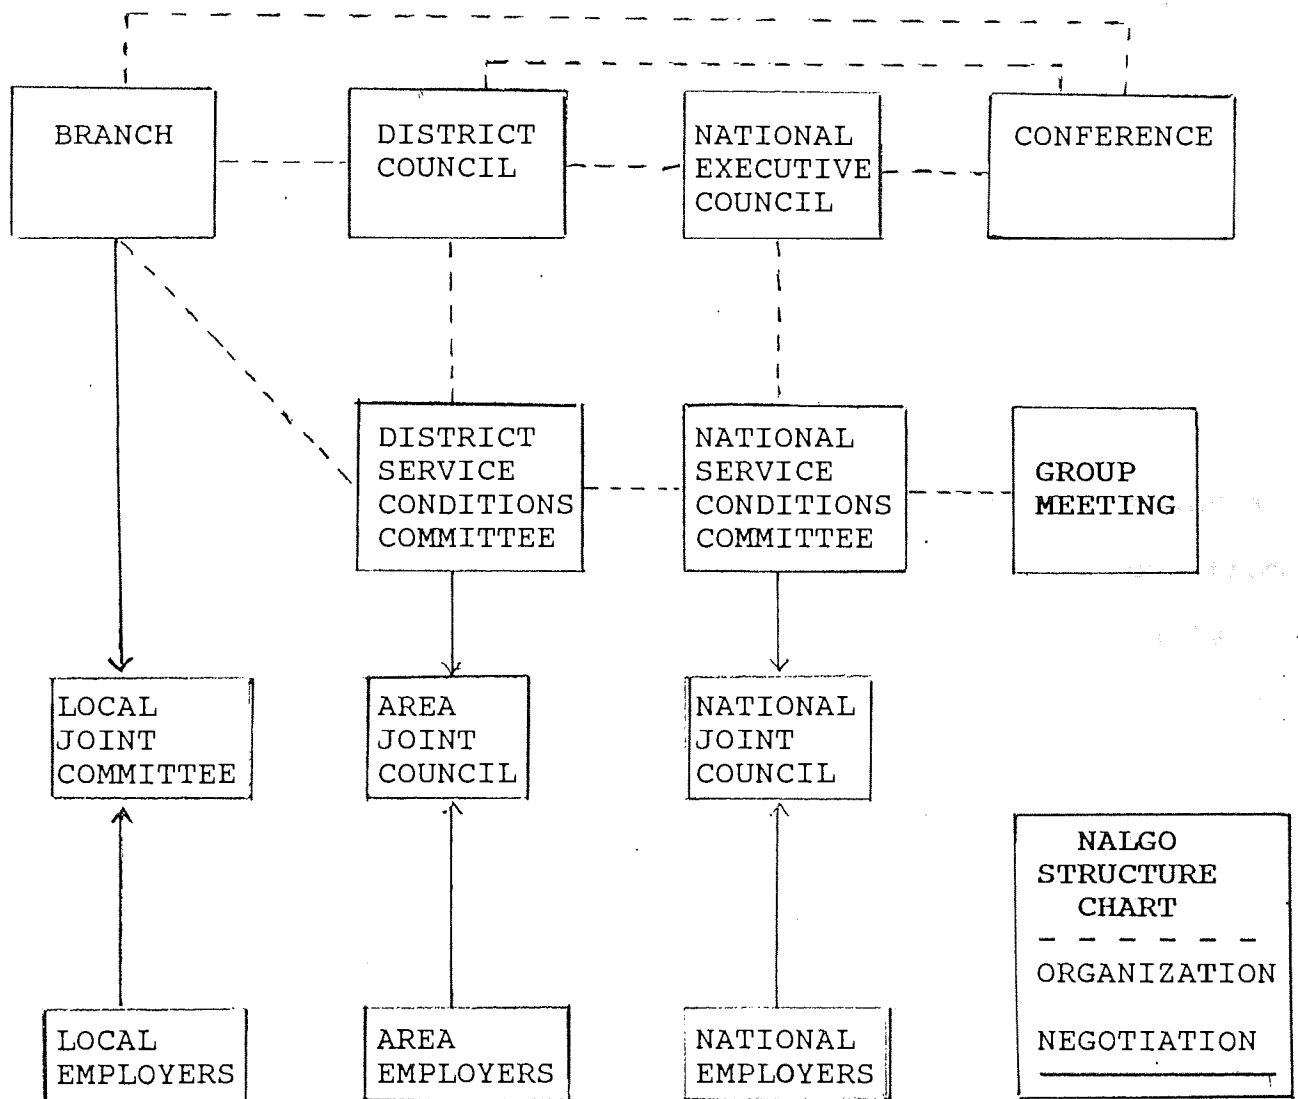 BRANCH
DISTRICT
COUNCIL
NATIONAL
EXECUTIVE
COUNCIL
CONFERENCE
DISTRICT
SERVICE
CONDITIONS
COMMITTEE
NATIONAL
SERVICE
CONDITIONS
COMMITTEE
GROUP
MEETING
LOCAL
JOINT
COMMITTEE
AREA
JOINT
COUNCIL
NATIONAL
JOINT
COUNCIL
LOCAL
EMPLOYERS
AREA
EMPLOYERS
NATIONAL
EMPLOYERS
NALGO
STRUCTURE
CHART
ORGANIZATION
NEGOTIATION